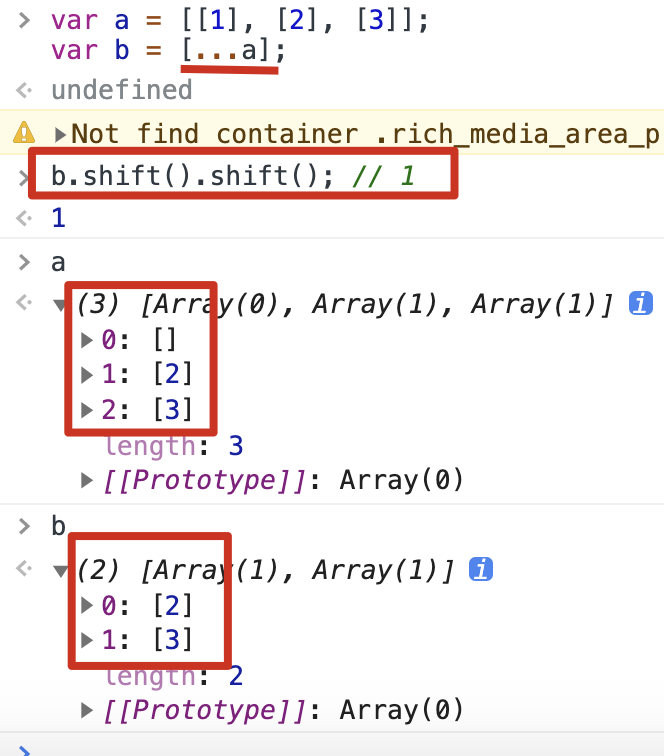 > var a = [[1], [2], [3]];
var b = [...a];
undefined
Not find container .rich_media_area_p
> b.shift().shift(); // 1
1
> a
(3) [Array(0), Array(1), Array(1)] i
0: []
1: [2]
2: [3]
length: 3
[[Prototype]]: Array(0)
> b
(2) [Array(1), Array(1)] i
0: [2]
1: [3]
length: 2
[[Prototype]]: Array(0)
>